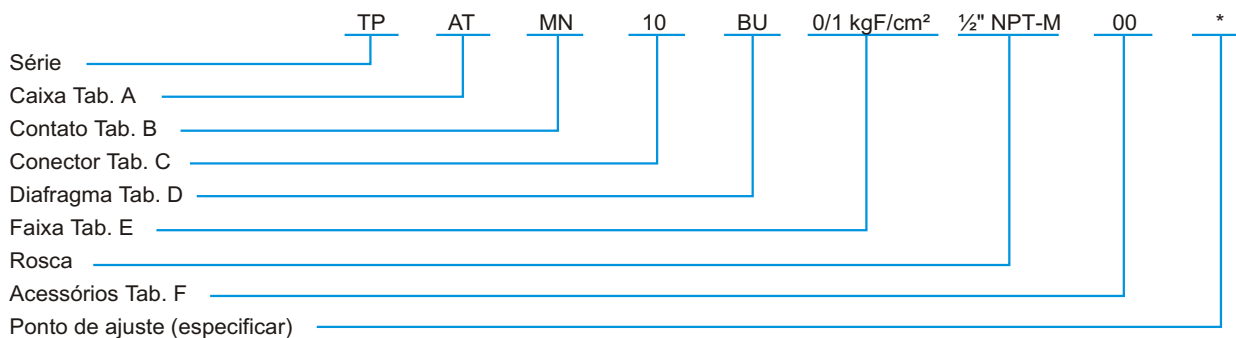 TP AT MN 10 BU 0/1 kgF/cm² ½" NPT-M 00 *
Série
Caixa Tab. A
Contato Tab. B
Conector Tab. C
Diafragma Tab. D
Faixa Tab. E
Rosca
Acessórios Tab. F
Ponto de ajuste (especificar)